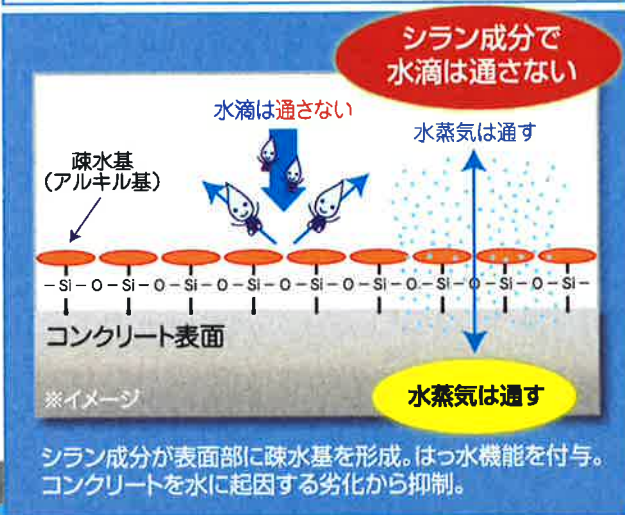 シラン成分で
水滴は通さない
水滴は通さない
水蒸気は通す
疎水基
(アルキル基)
-Si-O-Si-O-Si-O-Si-O-Si-O-Si-O-Si-O-Si-O-Si-
コンクリート表面
※イメージ
水蒸気は通す
シラン成分が表面部に疎水基を形成。はっ水機能を付与。
コンクリートを水に起因する劣化から抑制。